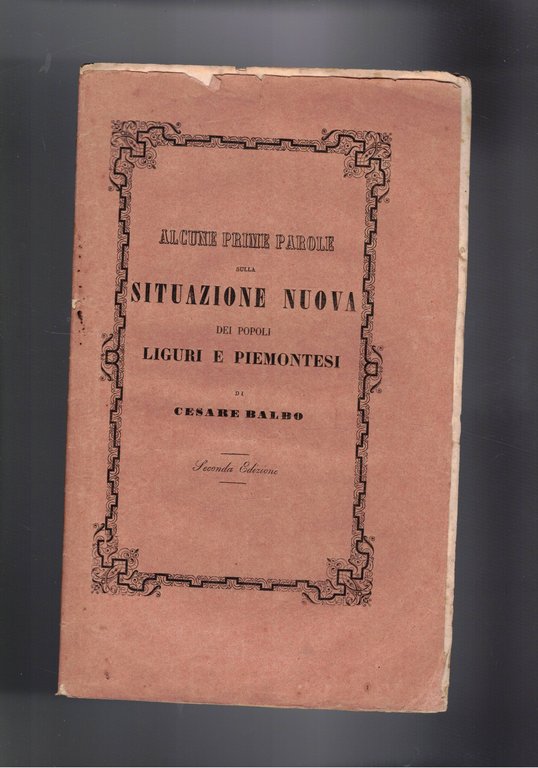 ALCUNE PRIME PAROLE
SULLA
SITUAZIONE NUOVA
DEI POPOLI
LIGURI E PIEMONTESI
DI
CESARE BALBO
Seconda Edizione